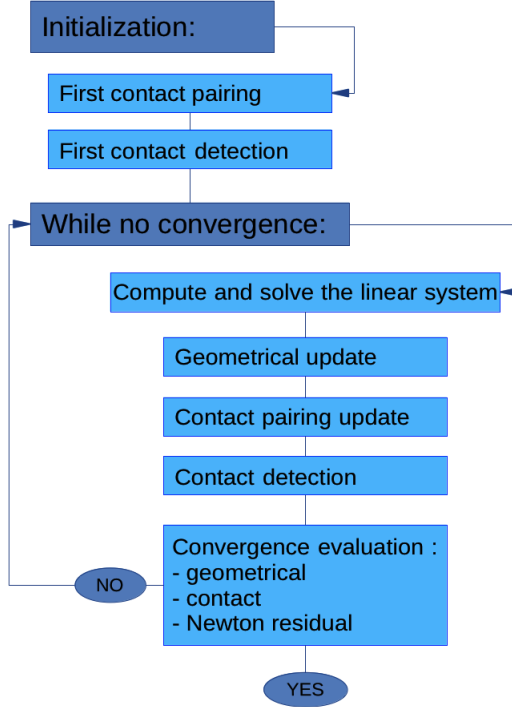 Initialization:
First contact pairing
First contact detection
While no convergence:
Compute and solve the linear system
Geometrical update
Contact pairing update
Contact detection
Convergence evaluation :
- geometrical
- contact
- Newton residual
NO
YES